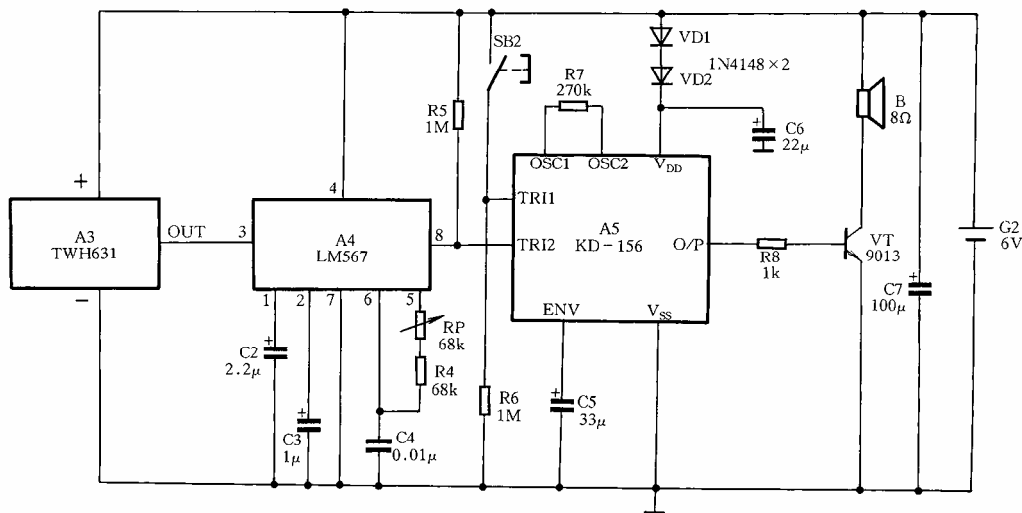 SB2
VD1
1N4148×2
VD2
R7
270k
B
8Ω
R5
1M
+
C6
22μ
OSC1
OSC2
V_DD
+
4
TRI1
A3
TWH631
OUT
3
A4
LM567
8
TRI2
A5
KD-156
O/P
R8
1k
VT
9013
G2
6V
−
1
2
7
6
5
ENV
V_SS
+
C7
100μ
RP
68k
+
C2
2.2μ
R4
68k
R6
1M
+
C5
33μ
+
C3
1μ
C4
0.01μ